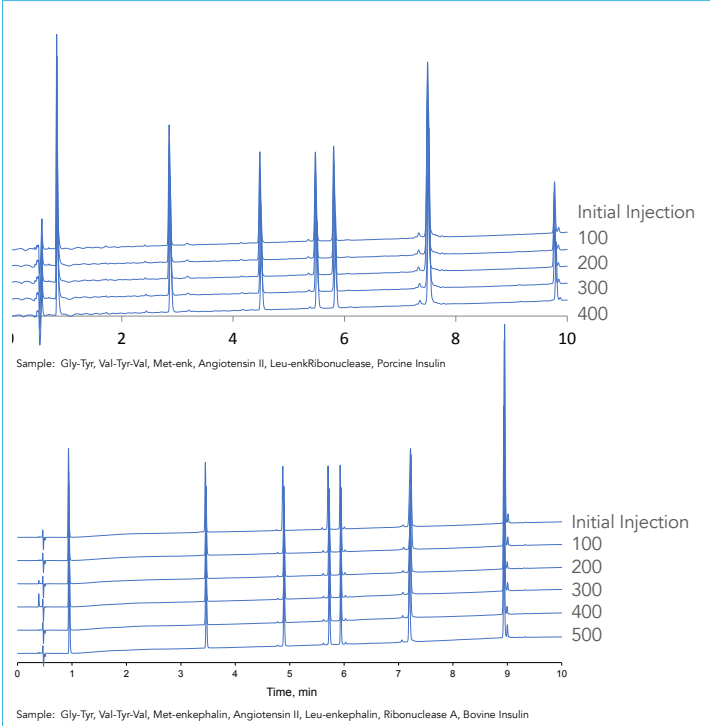 Initial Injection
100
200
300
400
0 2 4 6 8 10
Sample: Gly-Tyr, Val-Tyr-Val, Met-enk, Angiotensin II, Leu-enkRibonuclease, Porcine Insulin
Initial Injection
100
200
300
400
500
0 1 2 3 4 5 6 7 8 9 10
Time, min
Sample: Gly-Tyr, Val-Tyr-Val, Met-enkephalin, Angiotensin II, Leu-enkephalin, Ribonuclease A, Bovine Insulin